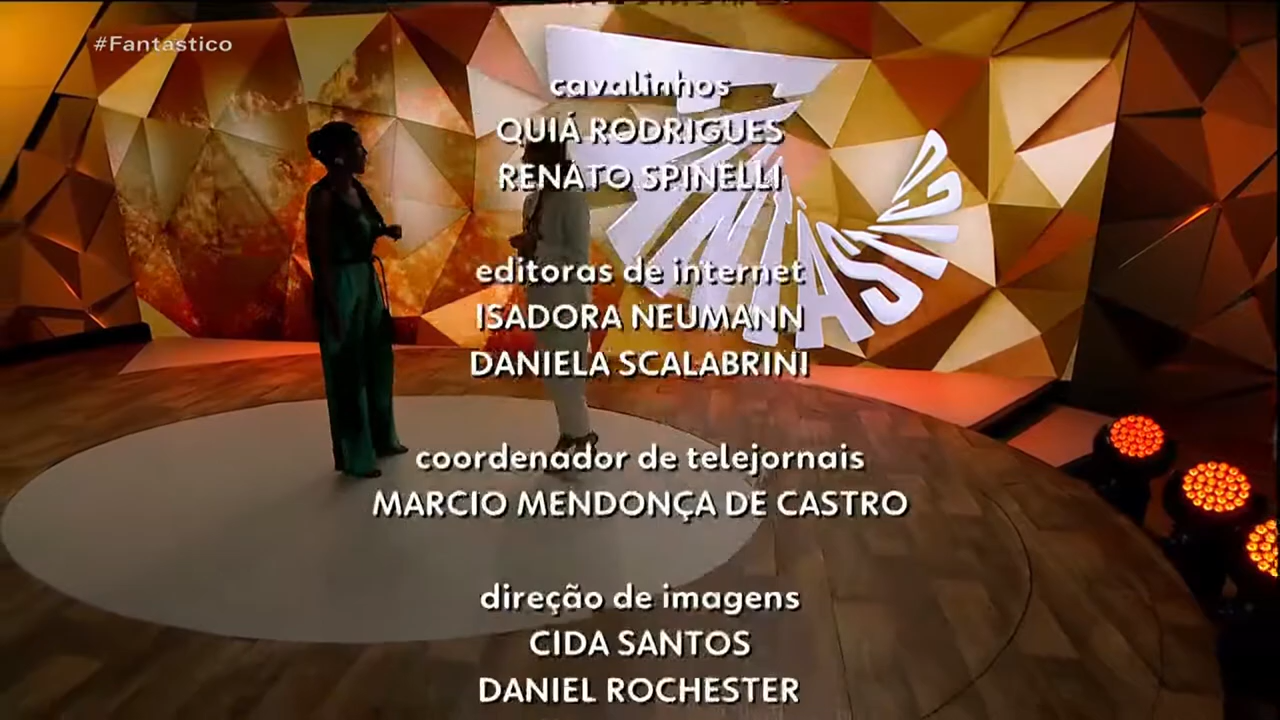 #Fantastico
cavalinhos
QUIÁ RODRIGUES
RENATO SPINELLI
FANTÁSTICO
editoras de internet
ISADORA NEUMANN
DANIELA SCALABRINI
coordenador de telejornais
MARCIO MENDONÇA DE CASTRO
direção de imagens
CIDA SANTOS
DANIEL ROCHESTER